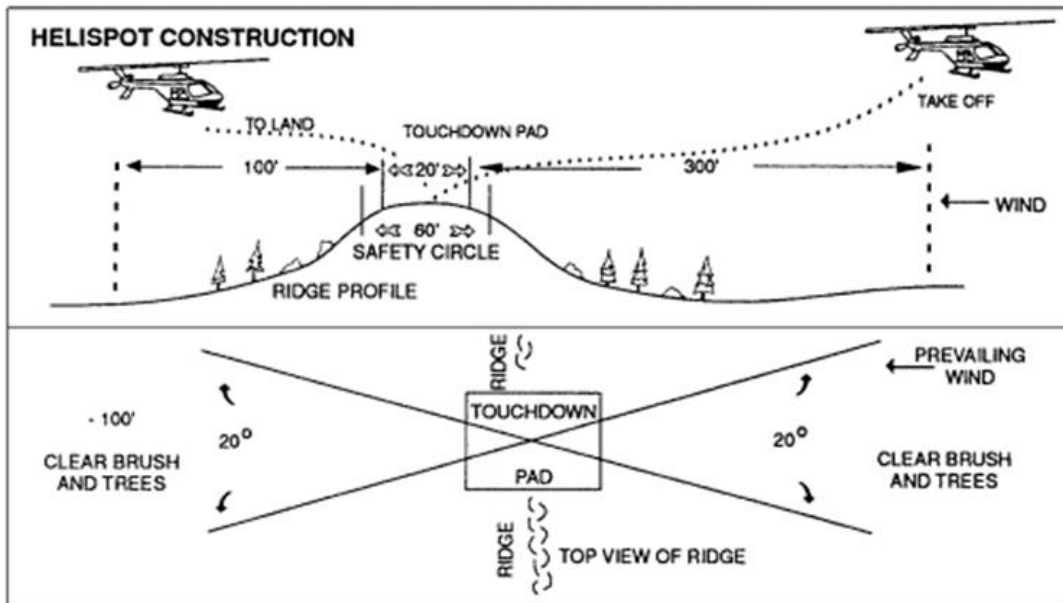 HELISPOT CONSTRUCTION
TO LAND
TOUCHDOWN PAD
TAKE OFF
100'
20'
300'
WIND
60'
SAFETY CIRCLE
RIDGE PROFILE
RIDGE
PREVAILING
WIND
TOUCHDOWN
- 100'
20°
20°
CLEAR BRUSH
AND TREES
CLEAR BRUSH
AND TREES
PAD
RIDGE
TOP VIEW OF RIDGE